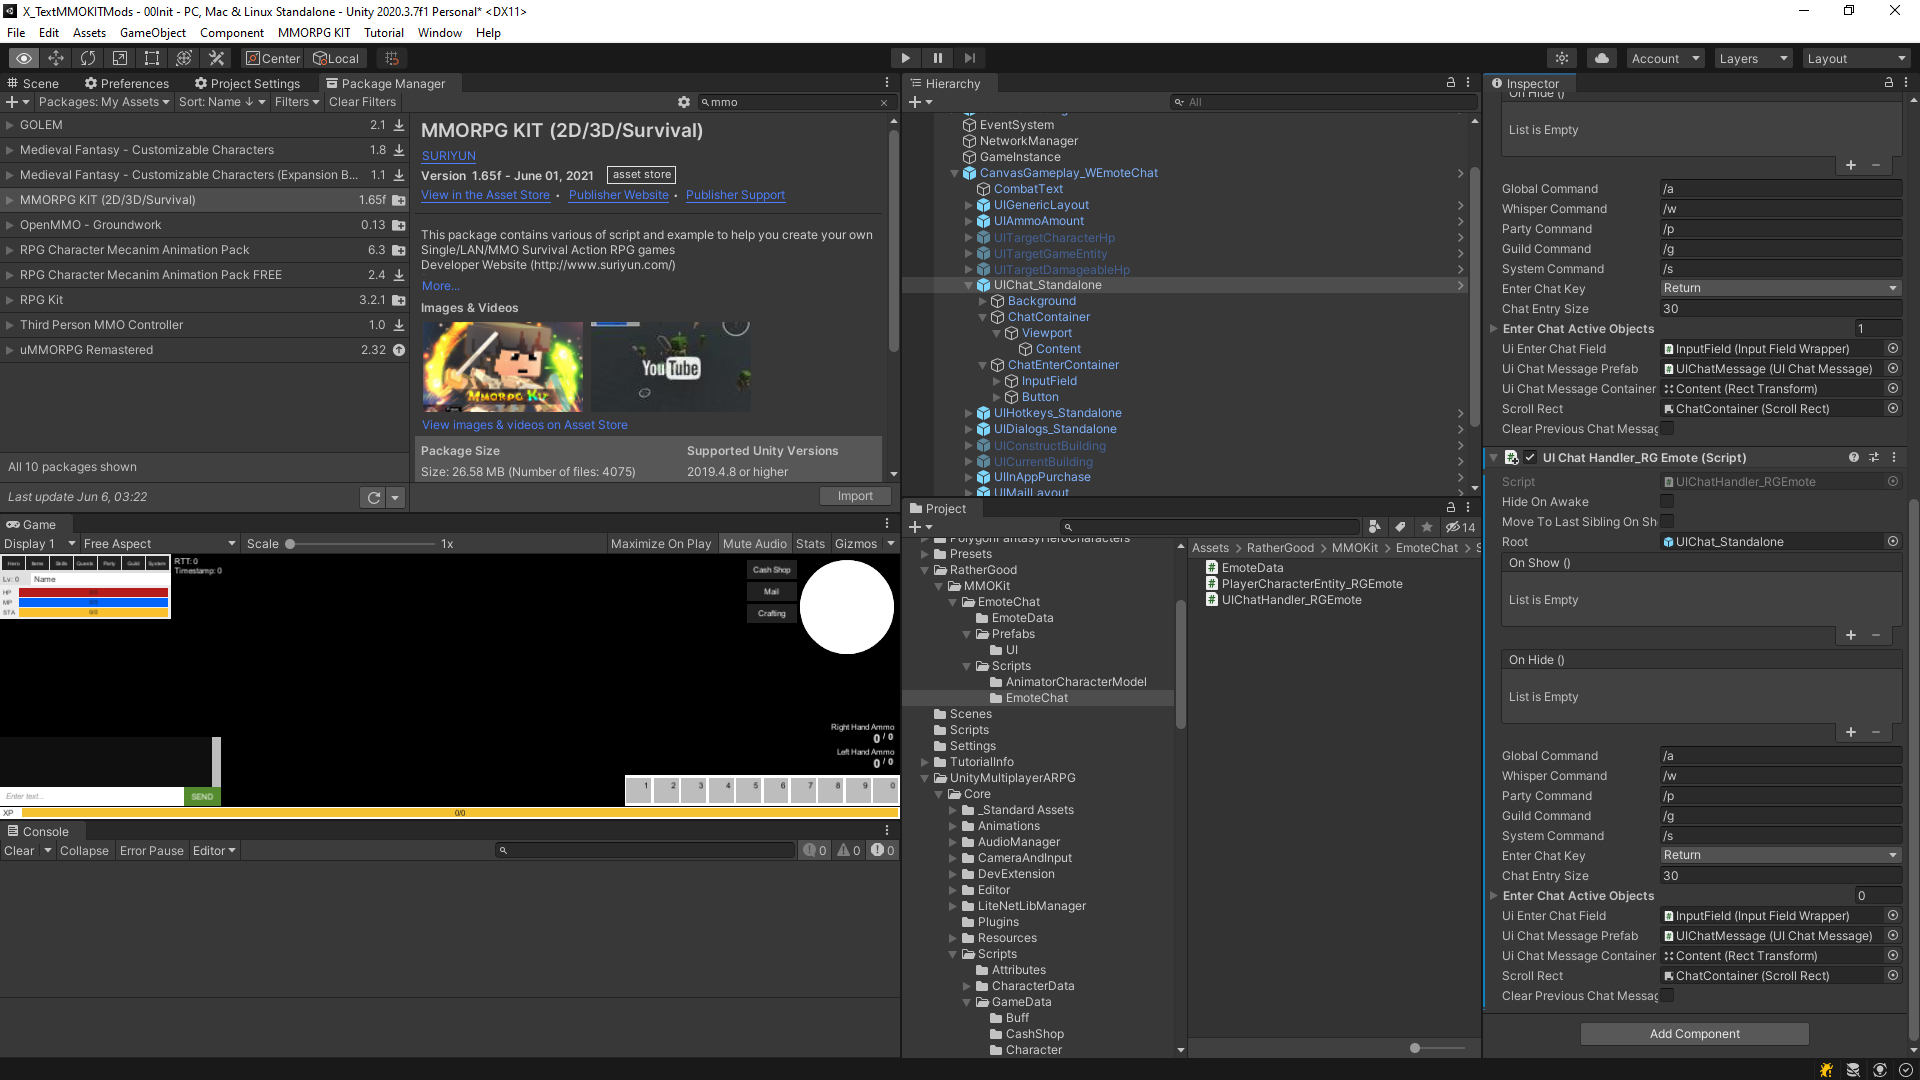 X_TextMMOKITMods - 00Init - PC, Mac & Linux Standalone - Unity 2020.3.7f1 Personal* <DX11>
File Edit Assets GameObject Component MMORPG KIT Tutorial Window Help
Center Local
Account Layers Layout
Scene Preferences Project Settings Package Manager
Packages: My Assets Sort: Name ↓ Filters Clear Filters
mmo
GOLEM 2.1
Medieval Fantasy - Customizable Characters 1.8
Medieval Fantasy - Customizable Characters (Expansion B... 1.1
MMORPG KIT (2D/3D/Survival) 1.65f
OpenMMO - Groundwork 0.13
RPG Character Mecanim Animation Pack 6.3
RPG Character Mecanim Animation Pack FREE 2.4
RPG Kit 3.2.1
Third Person MMO Controller 1.0
uMMORPG Remastered 2.32
All 10 packages shown
Last update Jun 6, 03:22
MMORPG KIT (2D/3D/Survival)
SURIYUN
Version 1.65f - June 01, 2021 asset store
View in the Asset Store • Publisher Website • Publisher Support
This package contains various of script and example to help you create your own
Single/LAN/MMO Survival Action RPG games
Developer Website (http://www.suriyun.com/)
More...
Images & Videos
MMORPG KIT
YouTube
View images & videos on Asset Store
Package Size Supported Unity Versions
Size: 26.58 MB (Number of files: 4075) 2019.4.8 or higher
Import
Game
Display 1 Free Aspect Scale 1x Maximize On Play Mute Audio Stats Gizmos
Hero Items Skills Quests Party Guild System
RTT: 0
Timestamp: 0
Lv: 0 Name
HP 0/0
MP 0/0
STA 0/0
Cash Shop
Mail
Crafting
Right Hand Ammo
0 / 0
Left Hand Ammo
0 / 0
1 2 3 4 5 6 7 8 9 0
Enter text... SEND
XP 0/0
Console
Clear Collapse Error Pause Editor
0 0 0
Hierarchy
All
EventSystem
NetworkManager
GameInstance
CanvasGameplay_WEmoteChat
CombatText
UIGenericLayout
UIAmmoAmount
UITargetCharacterHp
UITargetGameEntity
UITargetDamageableHp
UIChat_Standalone
Background
ChatContainer
Viewport
Content
ChatEnterContainer
InputField
Button
UIHotkeys_Standalone
UIDialogs_Standalone
UIConstructBuilding
UICurrentBuilding
UIInAppPurchase
UIMailLayout
Project
14
PolygonFantasyHeroCharacters
Presets
RatherGood
MMOKit
EmoteChat
EmoteData
Prefabs
UI
Scripts
AnimatorCharacterModel
EmoteChat
Scenes
Scripts
Settings
TutorialInfo
UnityMultiplayerARPG
Core
_Standard Assets
Animations
AudioManager
CameraAndInput
DevExtension
Editor
LiteNetLibManager
Plugins
Resources
Scripts
Attributes
CharacterData
GameData
Buff
CashShop
Character
Assets > RatherGood > MMOKit > EmoteChat > S
EmoteData
PlayerCharacterEntity_RGEmote
UIChatHandler_RGEmote
Inspector
On Hide ()
List is Empty
Global Command /a
Whisper Command /w
Party Command /p
Guild Command /g
System Command /s
Enter Chat Key Return
Chat Entry Size 30
Enter Chat Active Objects 1
Ui Enter Chat Field InputField (Input Field Wrapper)
Ui Chat Message Prefab UIChatMessage (UI Chat Message)
Ui Chat Message Container Content (Rect Transform)
Scroll Rect ChatContainer (Scroll Rect)
Clear Previous Chat Messag
UI Chat Handler_RG Emote (Script)
Script UIChatHandler_RGEmote
Hide On Awake
Move To Last Sibling On Sh
Root UIChat_Standalone
On Show ()
List is Empty
On Hide ()
List is Empty
Global Command /a
Whisper Command /w
Party Command /p
Guild Command /g
System Command /s
Enter Chat Key Return
Chat Entry Size 30
Enter Chat Active Objects 0
Ui Enter Chat Field InputField (Input Field Wrapper)
Ui Chat Message Prefab UIChatMessage (UI Chat Message)
Ui Chat Message Container Content (Rect Transform)
Scroll Rect ChatContainer (Scroll Rect)
Clear Previous Chat Messag
Add Component